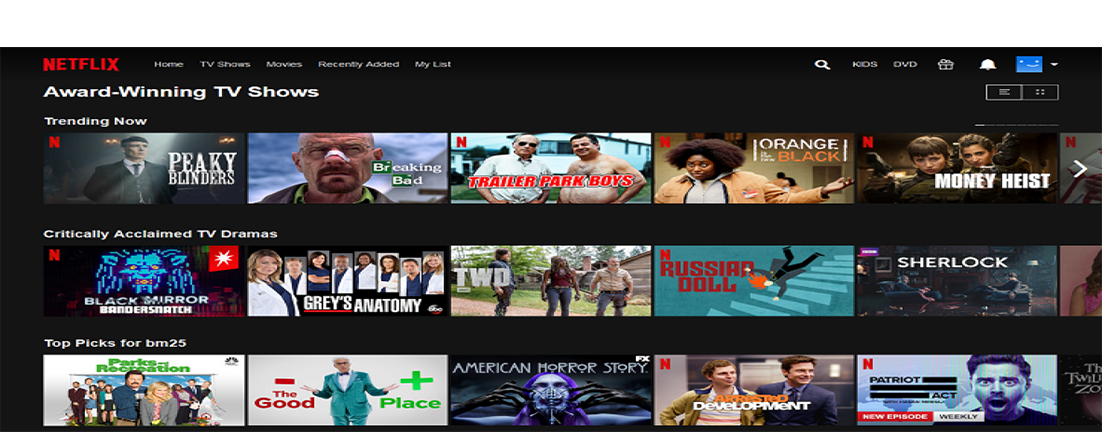 NETFLIX Home TV Shows Movies Recently Added My List KIDS DVD
Award-Winning TV Shows
Trending Now
N
PEAKY
BLINDERS
Breaking
Bad
N
TRAILER PARK BOYS
N
ORANGE
IS THE NEW
BLACK
N
MONEY HEIST
N
Critically Acclaimed TV Dramas
N
BLACK MIRROR
BANDERSNATCH
GREY'S ANATOMY
abc
TWD
N
RUSSIAN
DOLL
BBC
SHERLOCK
Top Picks for bm25
Parks and
Recreation
NBC
The
Good Place
FX
AMERICAN HORROR STORY
N
ARRESTED
DEVELOPMENT
N
PATRIOT
ACT
WITH HASAN MINHAJ
NEW EPISODE WEEKLY